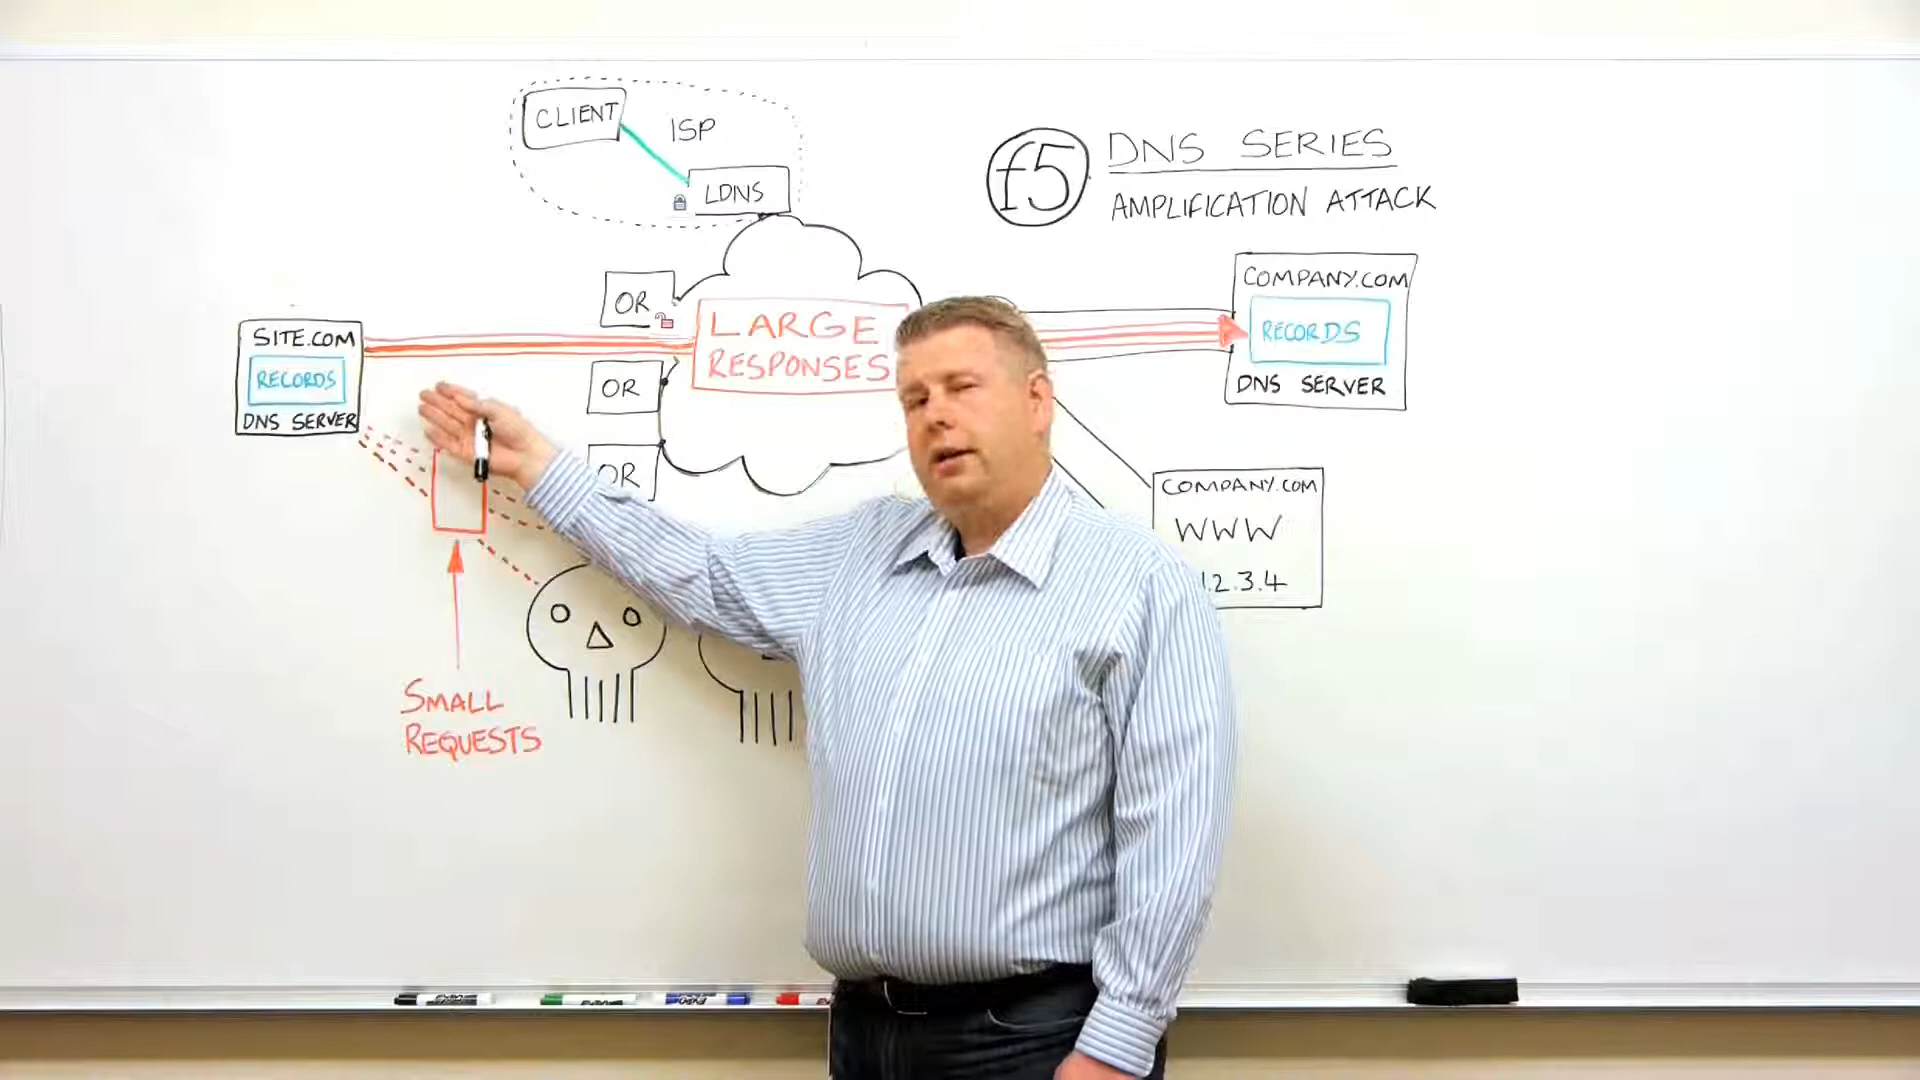 CLIENT
ISP
LDNS
f5
DNS SERIES
AMPLIFICATION ATTACK
OR
LARGE
RESPONSES
COMPANY.COM
RECORDS
DNS SERVER
SITE.COM
RECORDS
DNS SERVER
OR
OR
COMPANY.COM
WWW
1.2.3.4
SMALL
REQUESTS